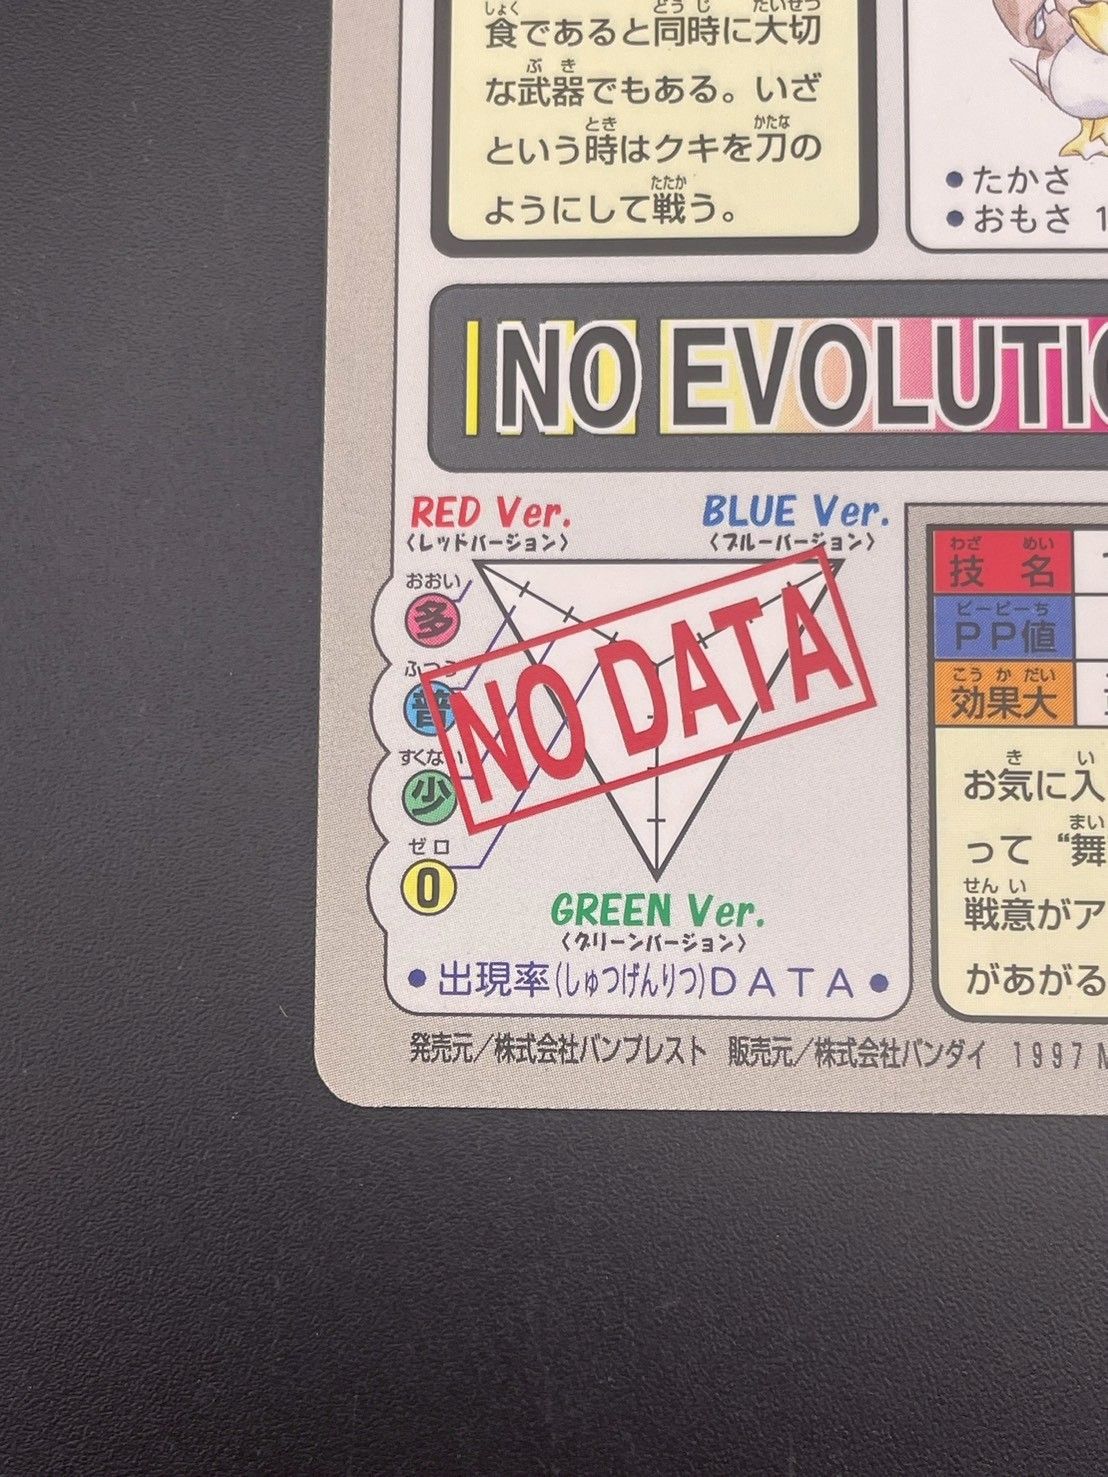 食であると同時に大切
な武器でもある。いざ
という時はクキを刀の
ようにして戦う。
●たかさ
●おもさ 1
NO EVOLUTIO
RED Ver.
〈レッドバージョン〉
BLUE Ver.
〈ブルーバージョン〉
おおい
多
ふつう
普
すくない
少
ゼロ
0
NO DATA
GREEN Ver.
〈グリーンバージョン〉
●出現率(しゅつげんりつ)DATA●
技名
PP値
効果大
お気に入
って“舞
戦意がア
があがる
発売元／株式会社バンプレスト 販売元／株式会社バンダイ 1997